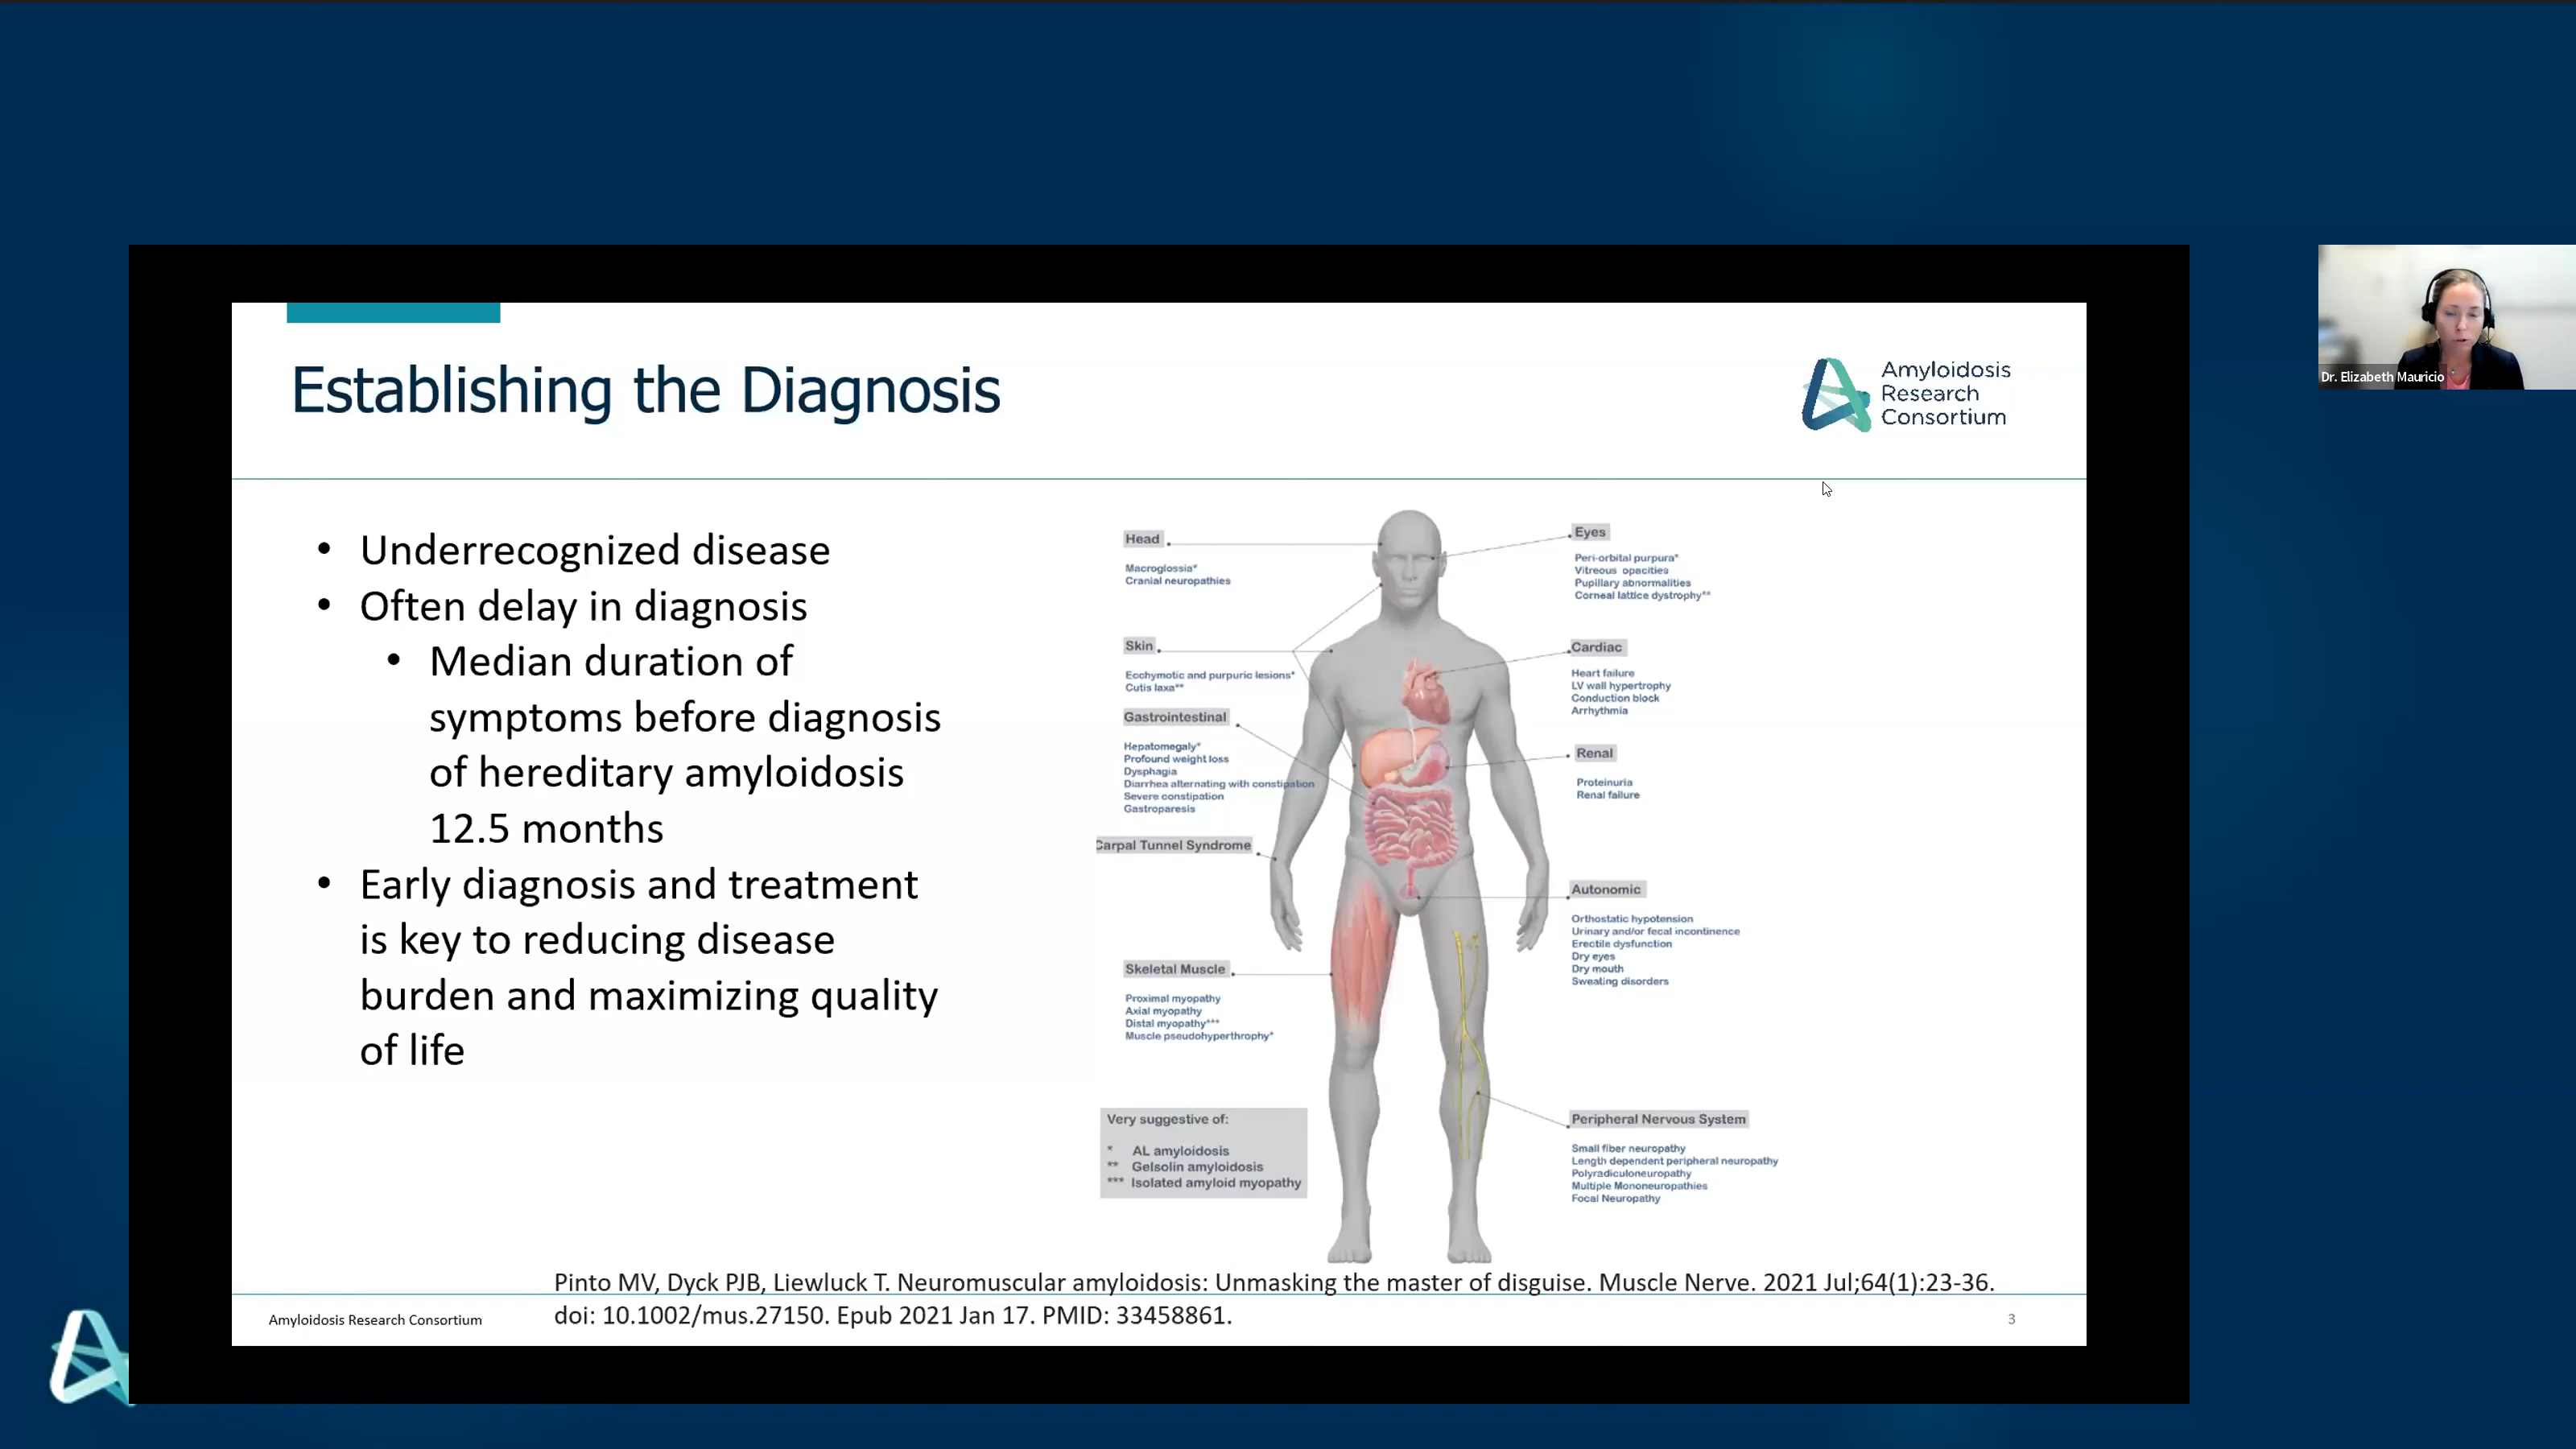 Establishing the Diagnosis
Amyloidosis
Research
Consortium
• Underrecognized disease
• Often delay in diagnosis
• Median duration of
symptoms before diagnosis
of hereditary amyloidosis
12.5 months
• Early diagnosis and treatment
is key to reducing disease
burden and maximizing quality
of life
Head
Macroglossia*
Cranial neuropathies
Skin
Ecchymotic and purpuric lesions*
Cutis laxa**
Gastrointestinal
Hepatomegaly*
Profound weight loss
Dysphagia
Diarrhea alternating with constipation
Severe constipation
Gastroparesis
Carpal Tunnel Syndrome
Skeletal Muscle
Proximal myopathy
Axial myopathy
Distal myopathy***
Muscle pseudohyperthrophy*
Very suggestive of:
* AL amyloidosis
** Gelsolin amyloidosis
*** Isolated amyloid myopathy
Eyes
Peri-orbital purpura*
Vitreous opacities
Pupillary abnormalities
Corneal lattice dystrophy**
Cardiac
Heart failure
LV wall hypertrophy
Conduction block
Arrhythmia
Renal
Proteinuria
Renal failure
Autonomic
Orthostatic hypotension
Urinary and/or fecal incontinence
Erectile dysfunction
Dry eyes
Dry mouth
Sweating disorders
Peripheral Nervous System
Small fiber neuropathy
Length dependent peripheral neuropathy
Polyradiculoneuropathy
Multiple Mononeuropathies
Focal Neuropathy
Pinto MV, Dyck PJB, Liewluck T. Neuromuscular amyloidosis: Unmasking the master of disguise. Muscle Nerve. 2021 Jul;64(1):23-36.
doi: 10.1002/mus.27150. Epub 2021 Jan 17. PMID: 33458861.
Amyloidosis Research Consortium
3
Dr. Elizabeth Mauricio